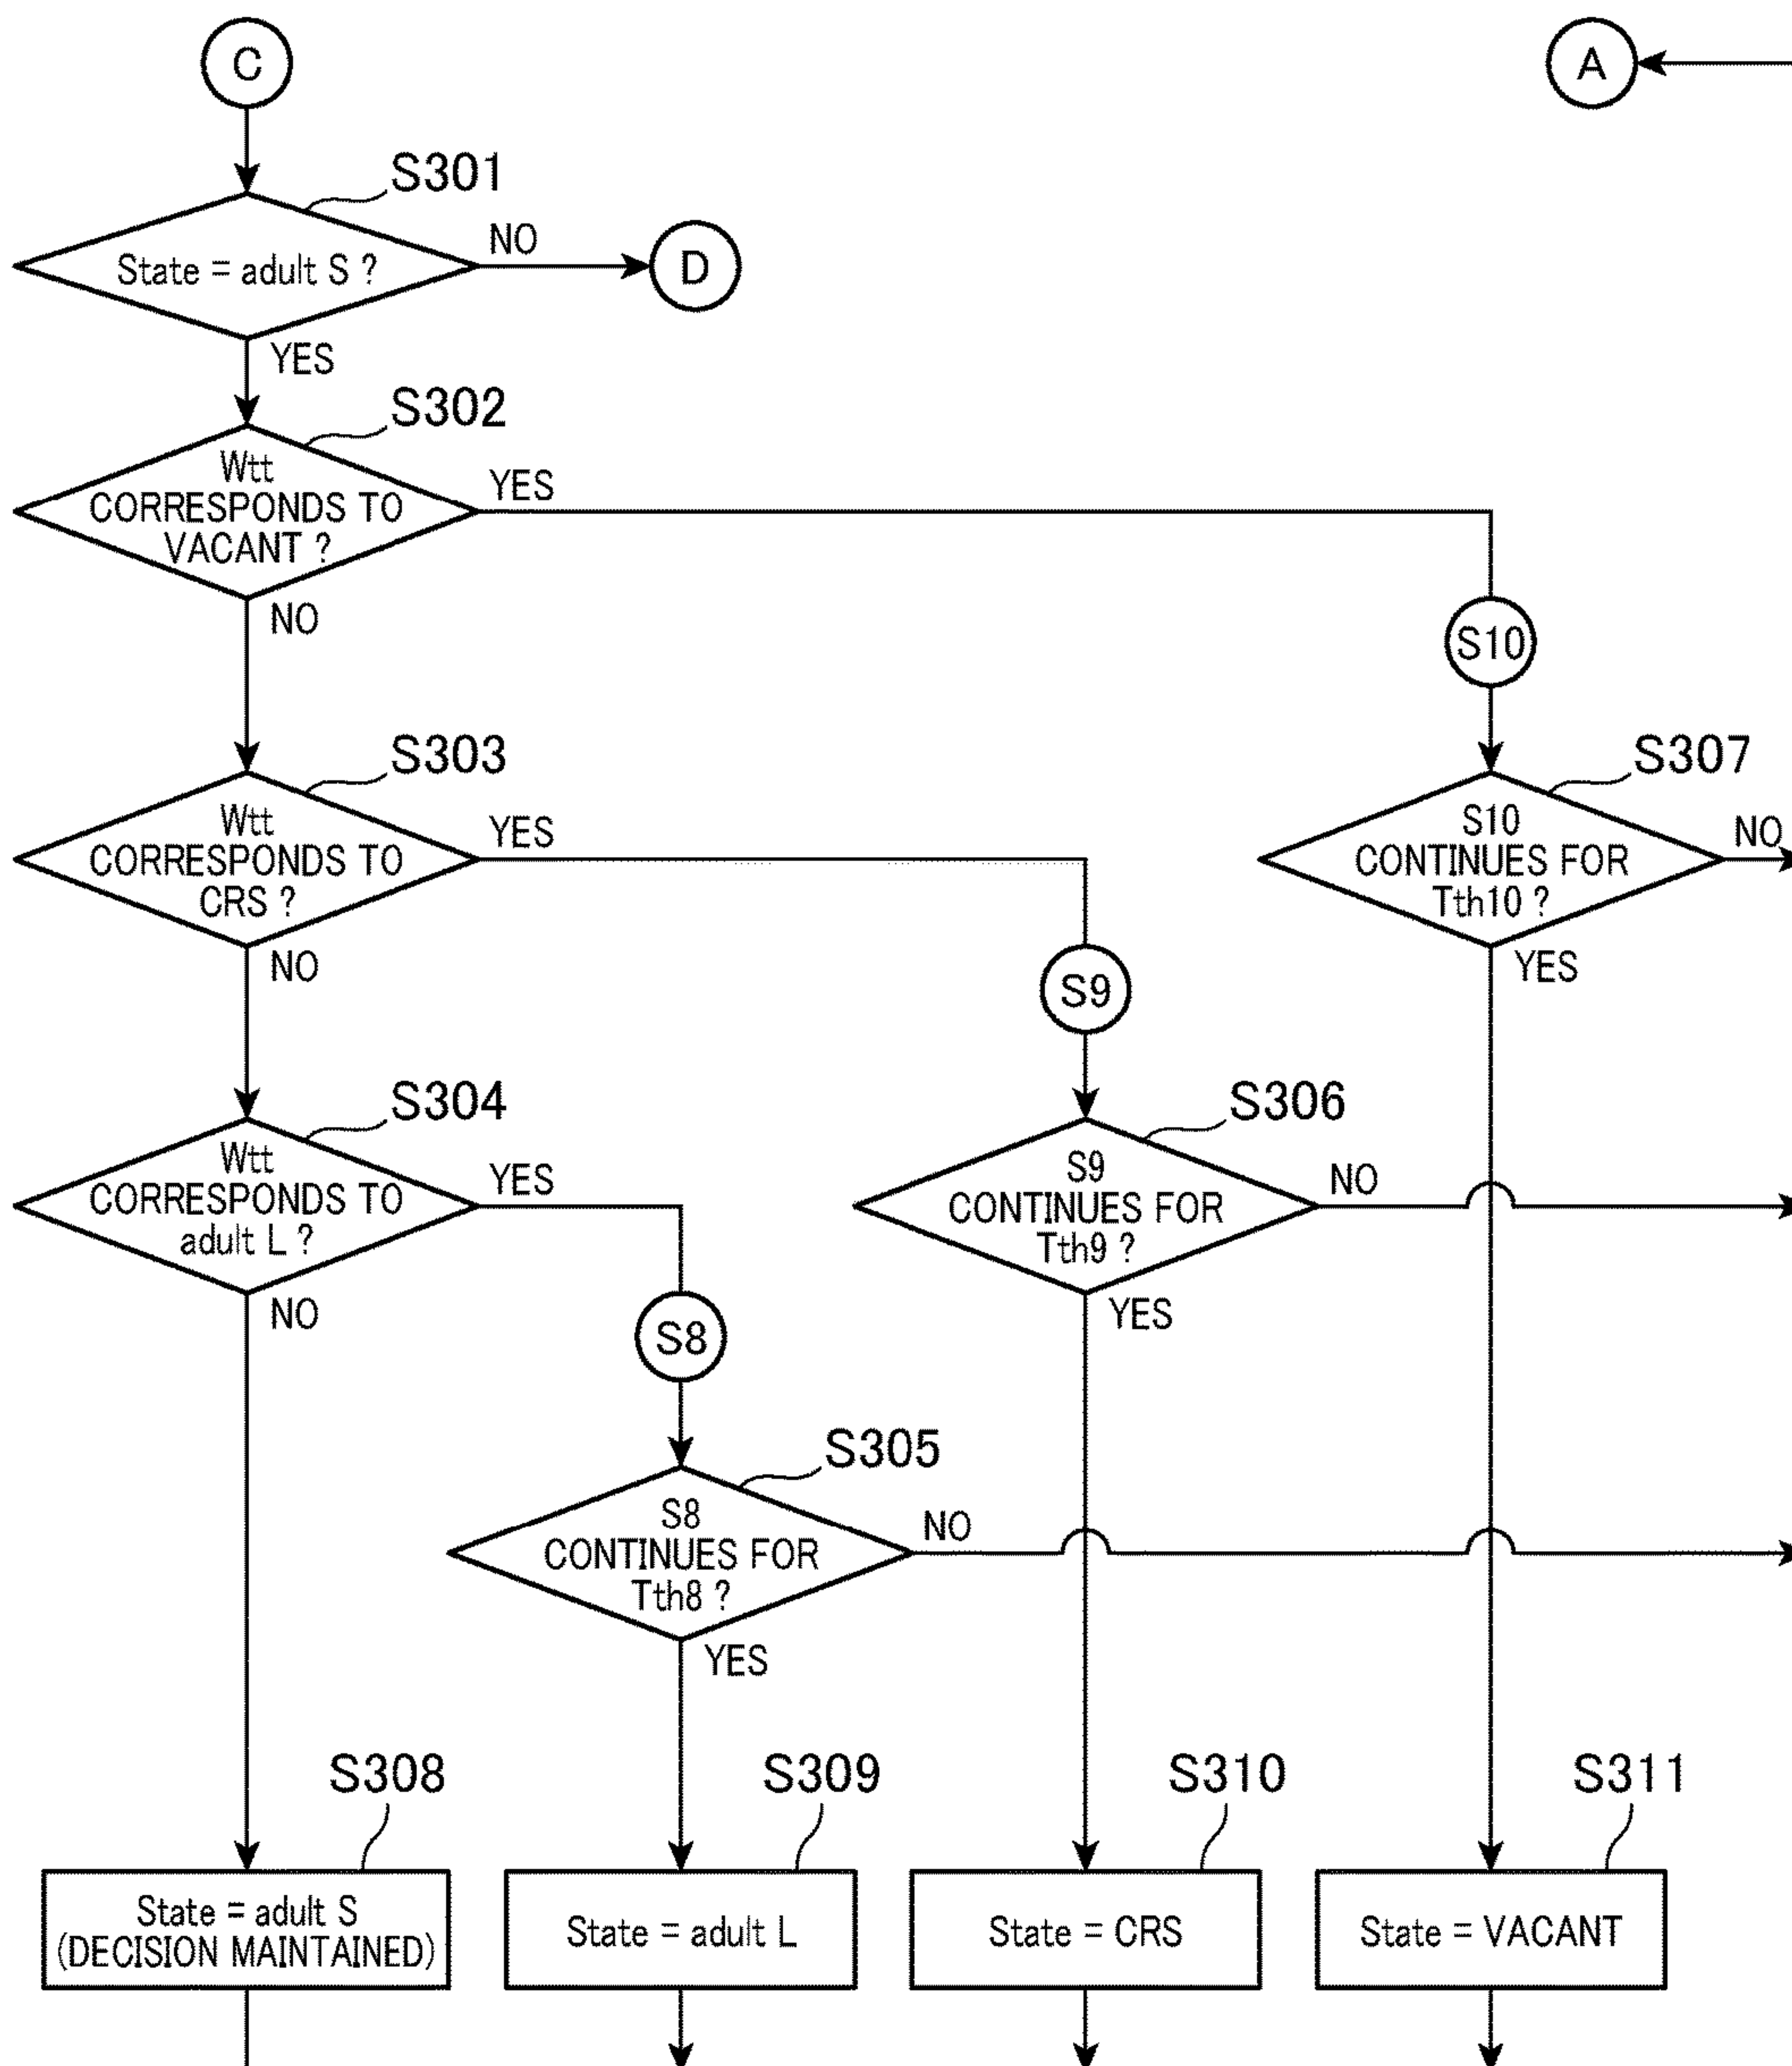 C
A
S301
State = adult S ?
NO
D
YES
S302
Wtt
CORRESPONDS TO
VACANT ?
YES
NO
S10
S303
Wtt
CORRESPONDS TO
CRS ?
YES
NO
S307
S10
CONTINUES FOR
Tth10 ?
NO
YES
S9
S304
Wtt
CORRESPONDS TO
adult L ?
YES
NO
S306
S9
CONTINUES FOR
Tth9 ?
NO
YES
S8
S305
S8
CONTINUES FOR
Tth8 ?
NO
YES
S308
State = adult S
(DECISION MAINTAINED)
S309
State = adult L
S310
State = CRS
S311
State = VACANT